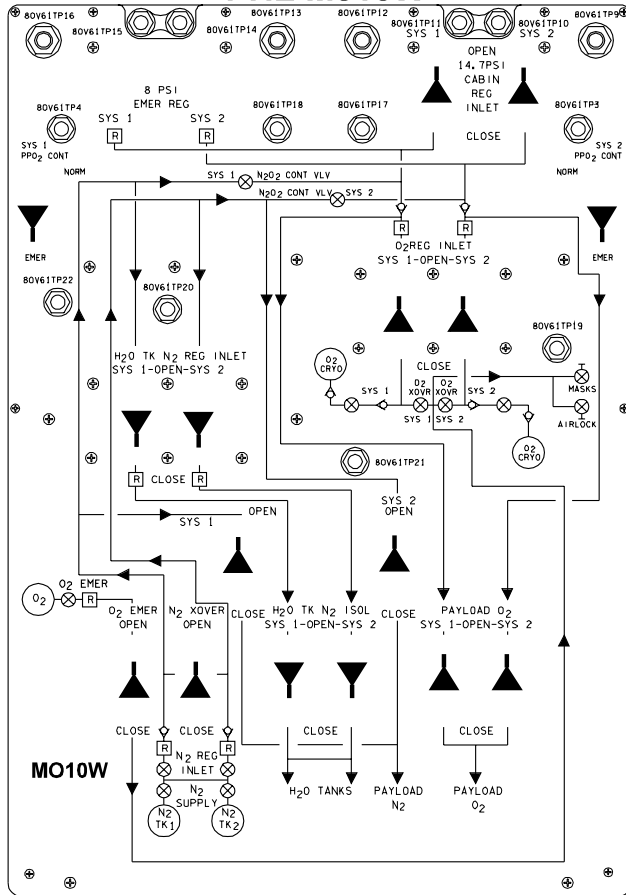 80V61TP16
80V61TP15
80V61TP13
80V61TP14
80V61TP12
80V61TP11
SYS 1
80V61TP10
SYS 2
80V61TP9
OPEN
14.7PSI
CABIN
REG
INLET
CLOSE
8 PSI
EMER REG
SYS 1
SYS 2
80V61TP4
80V61TP18
80V61TP17
80V61TP3
SYS 1
PPO2 CONT
SYS 2
PPO2 CONT
NORM
NORM
R
R
SYS 1
N2O2 CONT VLV
N2O2 CONT VLV
SYS 2
EMER
EMER
R
R
O2REG INLET
SYS 1-OPEN-SYS 2
80V61TP22
80V61TP20
80V61TP19
H2O TK N2 REG INLET
SYS 1-OPEN-SYS 2
CLOSE
O2
CRYO
SYS 1
O2
XOVR
O2
XOVR
SYS 2
SYS 1
SYS 2
MASKS
AIRLOCK
O2
CRYO
80V61TP21
R
CLOSE
R
SYS 1
OPEN
SYS 2
OPEN
O2 EMER
O2
R
O2 EMER
OPEN
N2 XOVER
OPEN
CLOSE
H2O TK N2 ISOL
SYS 1-OPEN-SYS 2
CLOSE
PAYLOAD O2
SYS 1-OPEN-SYS 2
CLOSE
CLOSE
CLOSE
CLOSE
R
N2 REG
INLET
R
MO10W
N2
SUPPLY
N2
TK1
N2
TK2
H2O TANKS
PAYLOAD
N2
PAYLOAD
O2